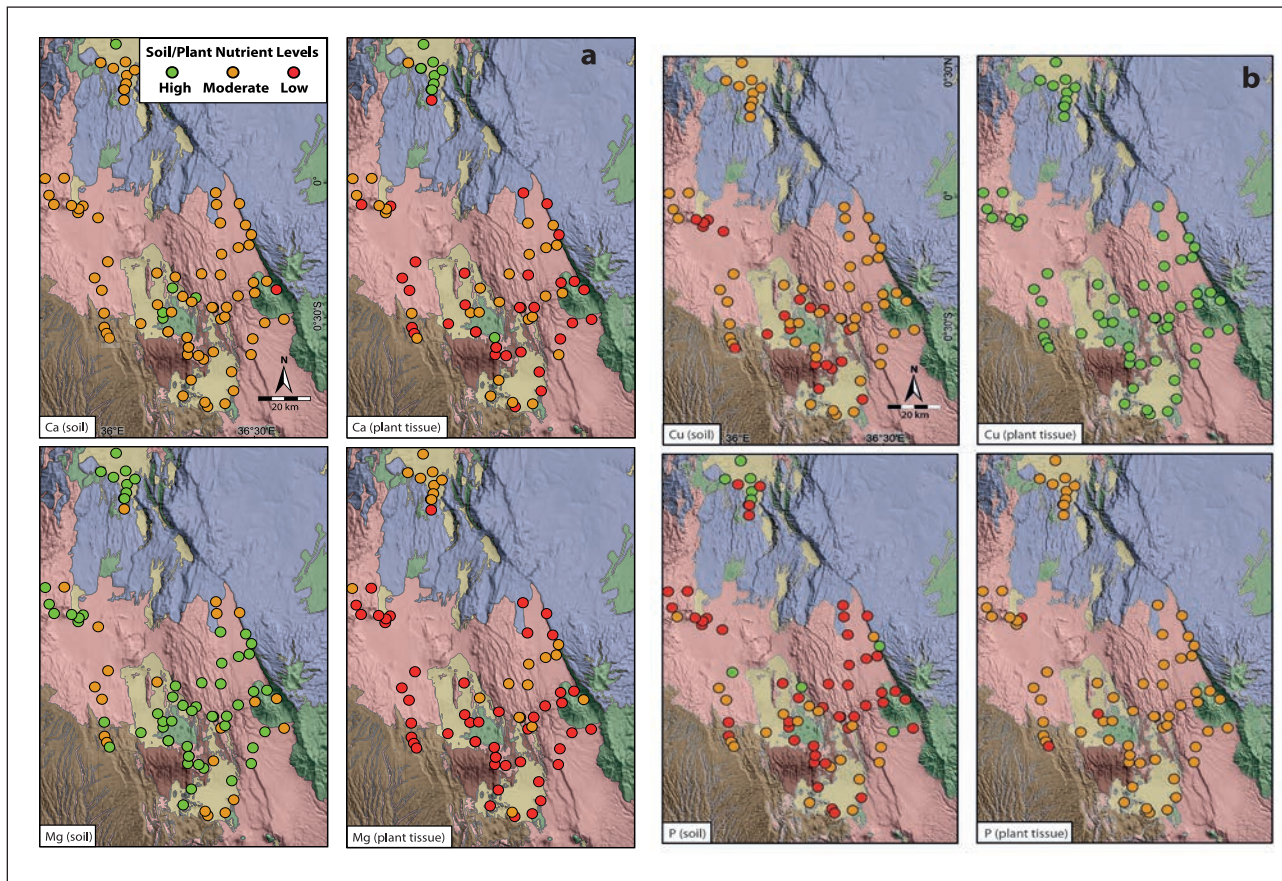 Soil/Plant Nutrient Levels
High Moderate Low
a
b
0°30'N
0°
0°
0°30'S
0°30'S
N
20 km
N
20 km
Ca (soil)
36°E
36°30'E
Ca (plant tissue)
Cu (soil)
36°E
36°30'E
Cu (plant tissue)
Mg (soil)
Mg (plant tissue)
P (soil)
P (plant tissue)